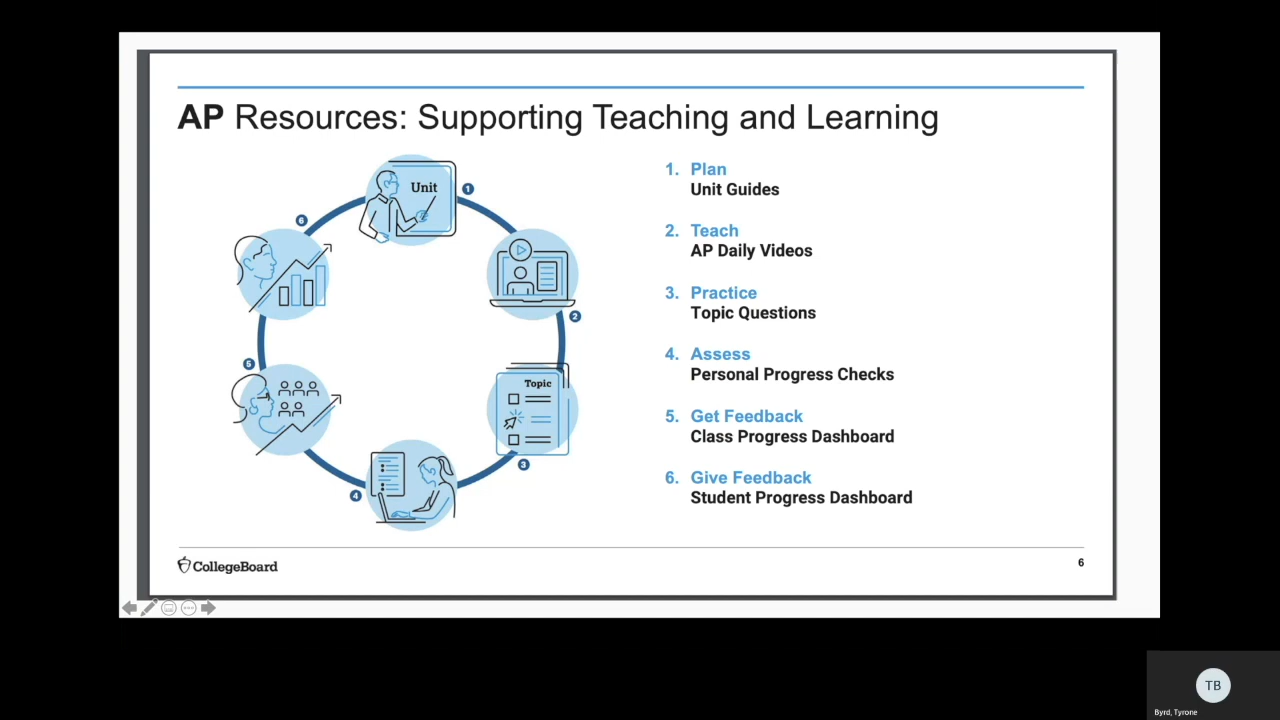 AP Resources: Supporting Teaching and Learning
Unit
1
6
2
5
Topic
3
4
1. Plan
Unit Guides
2. Teach
AP Daily Videos
3. Practice
Topic Questions
4. Assess
Personal Progress Checks
5. Get Feedback
Class Progress Dashboard
6. Give Feedback
Student Progress Dashboard
CollegeBoard
6
TB
Byrd, Tyrone